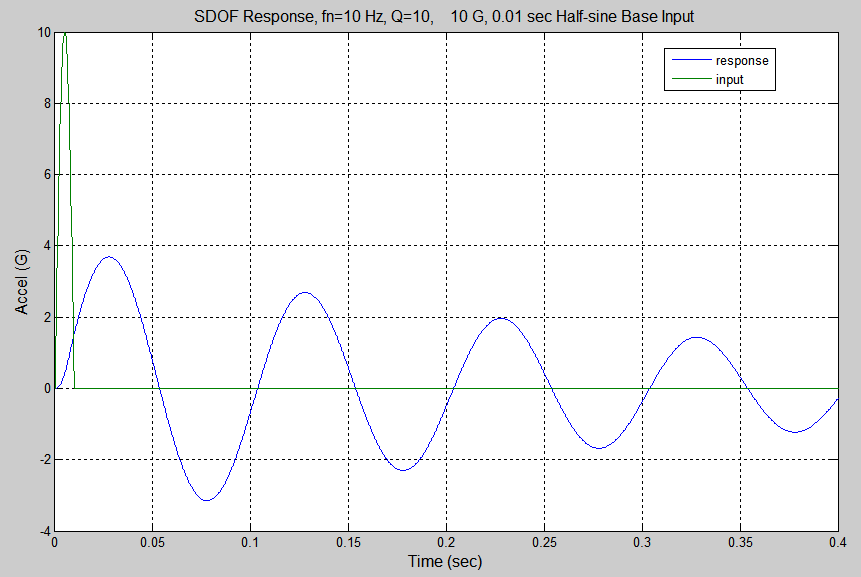 SDOF Response, fn=10 Hz, Q=10,    10 G, 0.01 sec Half-sine Base Input
response
input
Accel (G)
10
8
6
4
2
0
-2
-4
0 0.05 0.1 0.15 0.2 0.25 0.3 0.35 0.4
Time (sec)